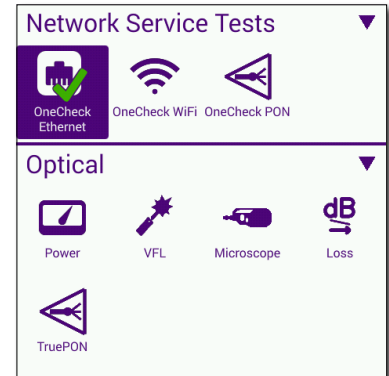 Network Service Tests
OneCheck
Ethernet
OneCheck WiFi
OneCheck PON
Optical
Power
VFL
Microscope
dB
Loss
TruePON